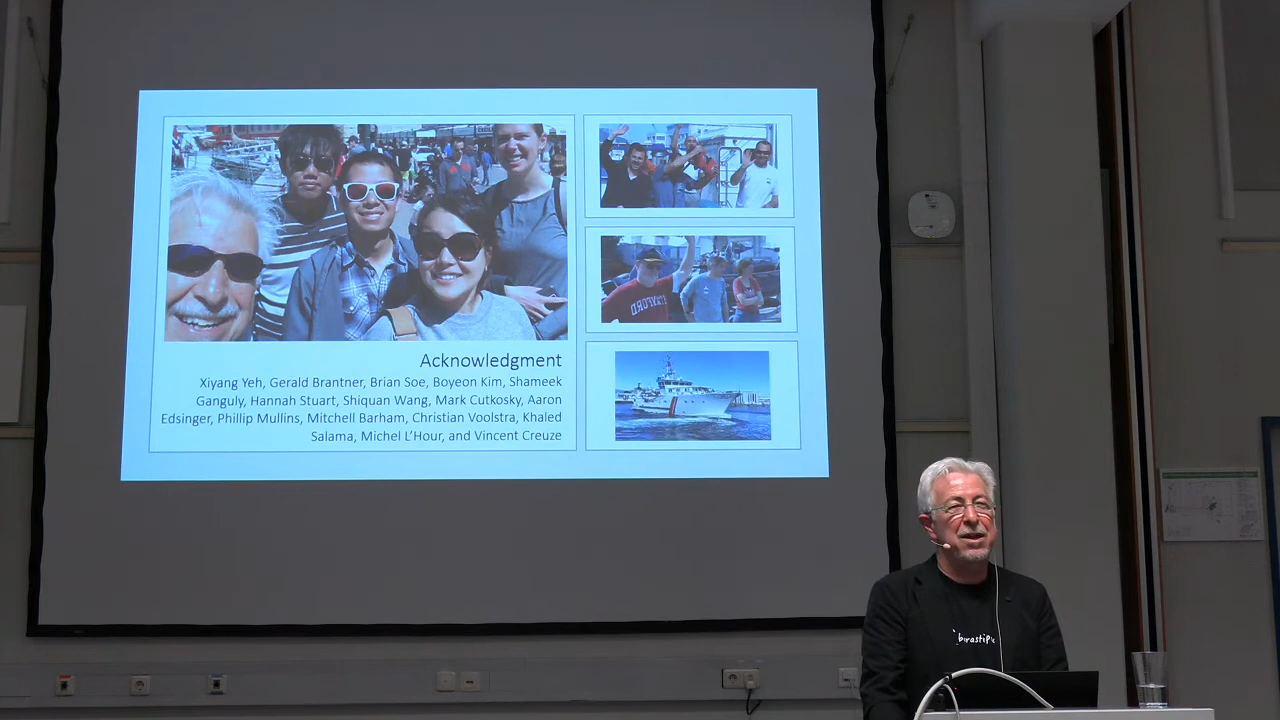 Acknowledgment
Xiyang Yeh, Gerald Brantner, Brian Soe, Boyeon Kim, Shameek
Ganguly, Hannah Stuart, Shiquan Wang, Mark Cutkosky, Aaron
Edsinger, Phillip Mullins, Mitchell Barham, Christian Voolstra, Khaled
Salama, Michel L'Hour, and Vincent Creuze